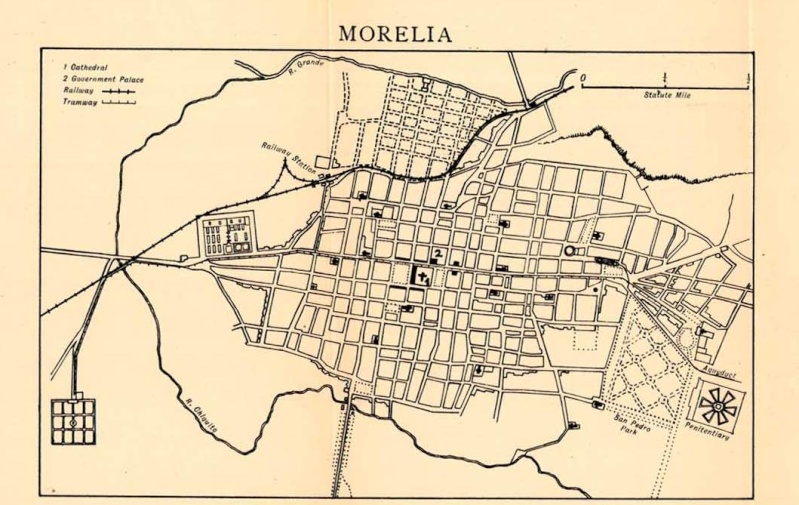 MORELIA
1 Cathedral
2 Government Palace
Railway
Tramway
R. Grande
0 ¼ ½
Statute Mile
Railway Station
2
1
R. Chiquito
Aqueduct
San Pedro
Park
Penitentiary